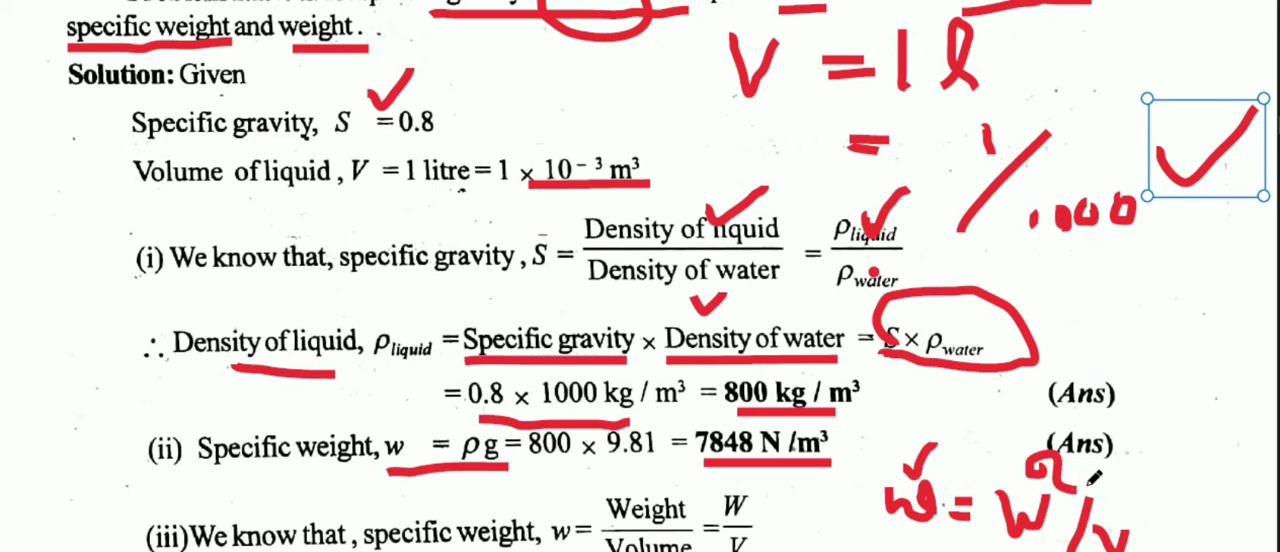 specific weight and weight.
V = 1 l
Solution: Given
Specific gravity, S = 0.8
= 1/1000
Volume of liquid, V = 1 litre = 1 × 10⁻³ m³
(i) We know that, specific gravity, S = Density of liquid / Density of water = ρliquid / ρwater
∴ Density of liquid, ρliquid = Specific gravity × Density of water = S × ρwater
= 0.8 × 1000 kg / m³ = 800 kg / m³ (Ans)
(ii) Specific weight, w = ρg = 800 × 9.81 = 7848 N /m³ (Ans)
= W / V
(iii) We know that, specific weight, w = Weight / Volume = W / V